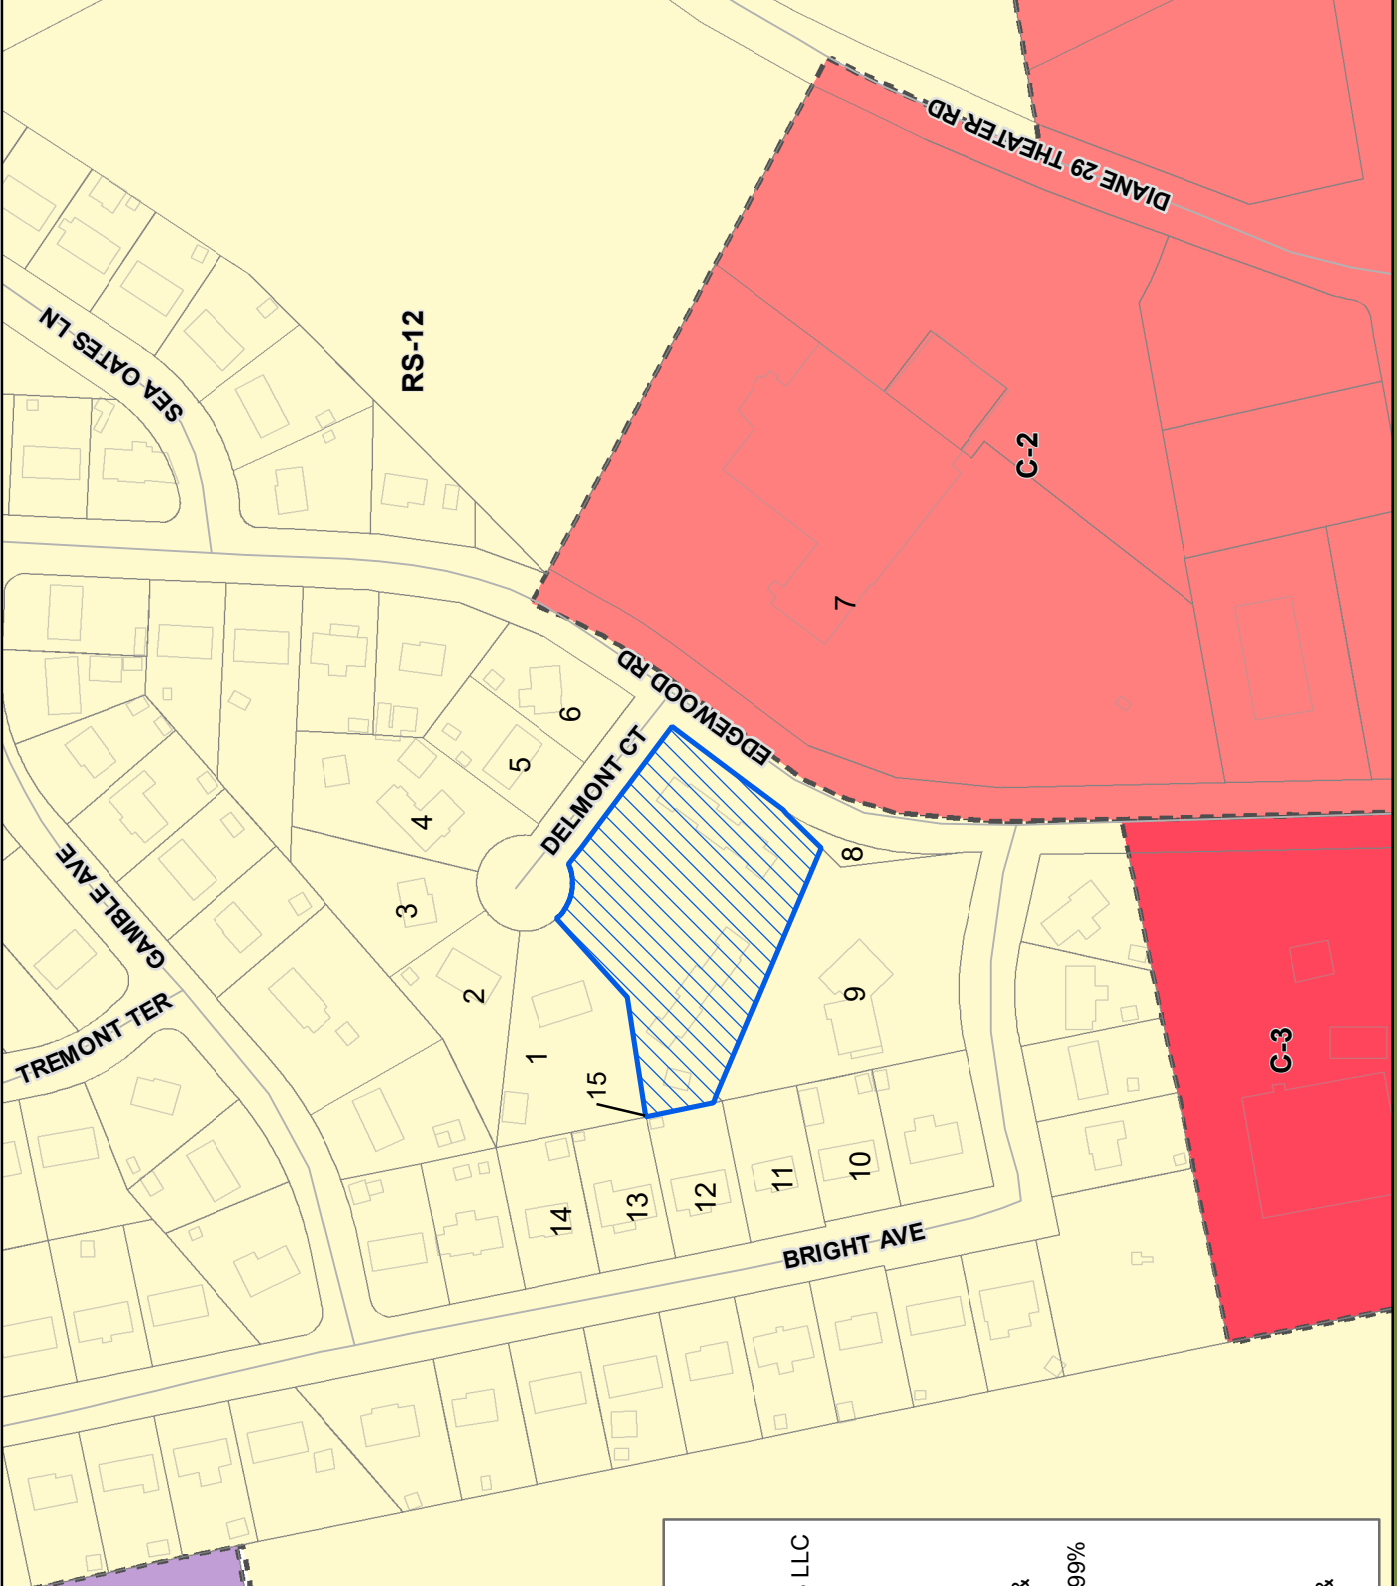 SEA OATES LN
RS-12
DIANE 29 THEATER RD
C-2
7
EDGEWOOD RD
6
5
DELMONT CT
4
GAMBLE AVE
3
8
2
TREMONT TER
9
1
15
C-3
14
13
12
11
10
BRIGHT AVE
LLC
&
99%
&